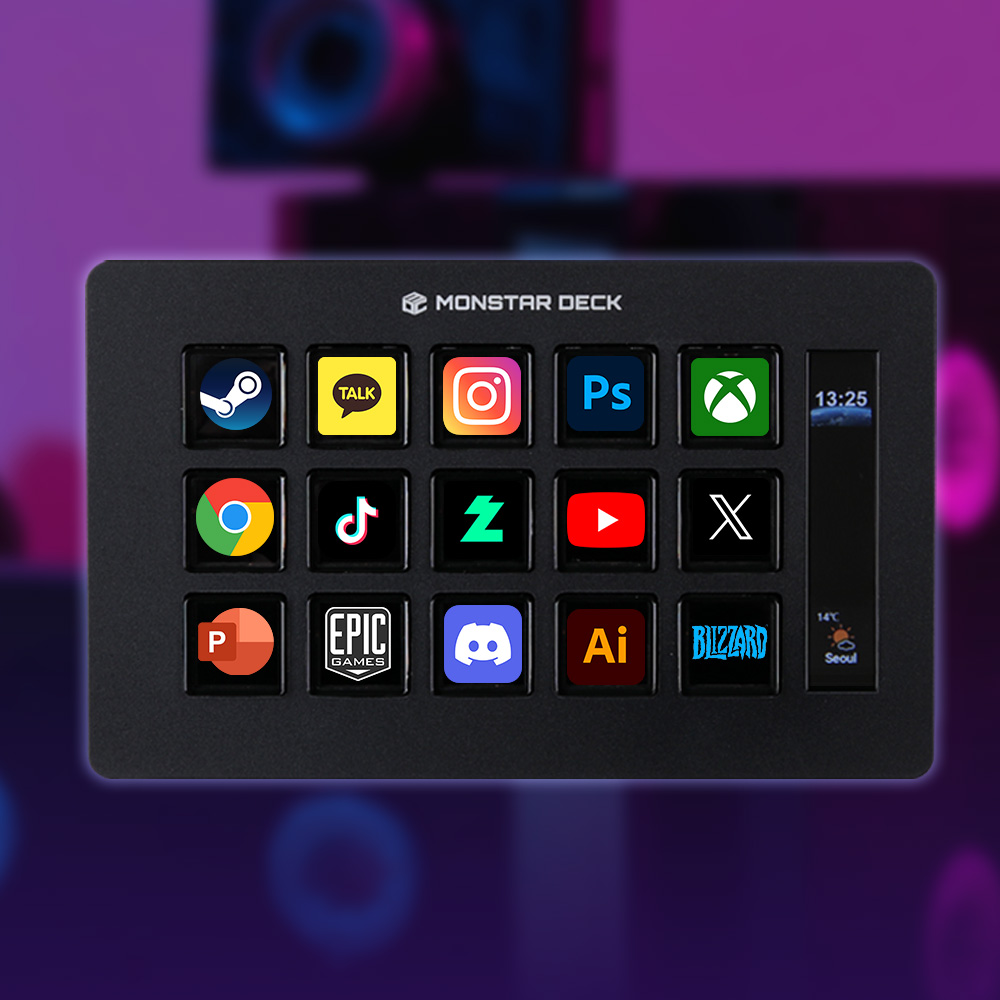 MONSTAR DECK
TALK
Ps
13:25
P
EPIC
GAMES
Ai
BLIZZARD
14℃
Seoul